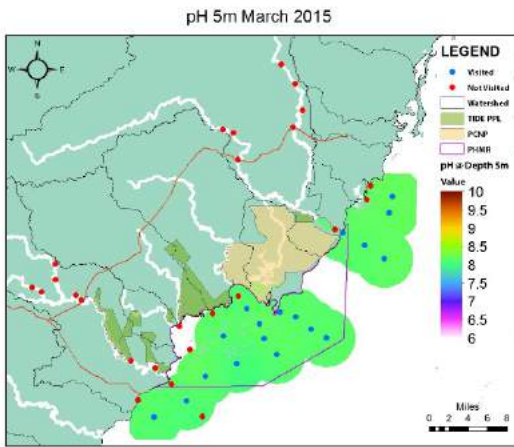 pH 5m March 2015
N
W E
S
LEGEND
Visited
Not Visited
Watershed
TIDE PPL
PCNP
PHMR
pH @ Depth 5m
Value
10
9.5
9
8.5
8
7.5
7
6.5
6
Miles
0 2 4 6 8